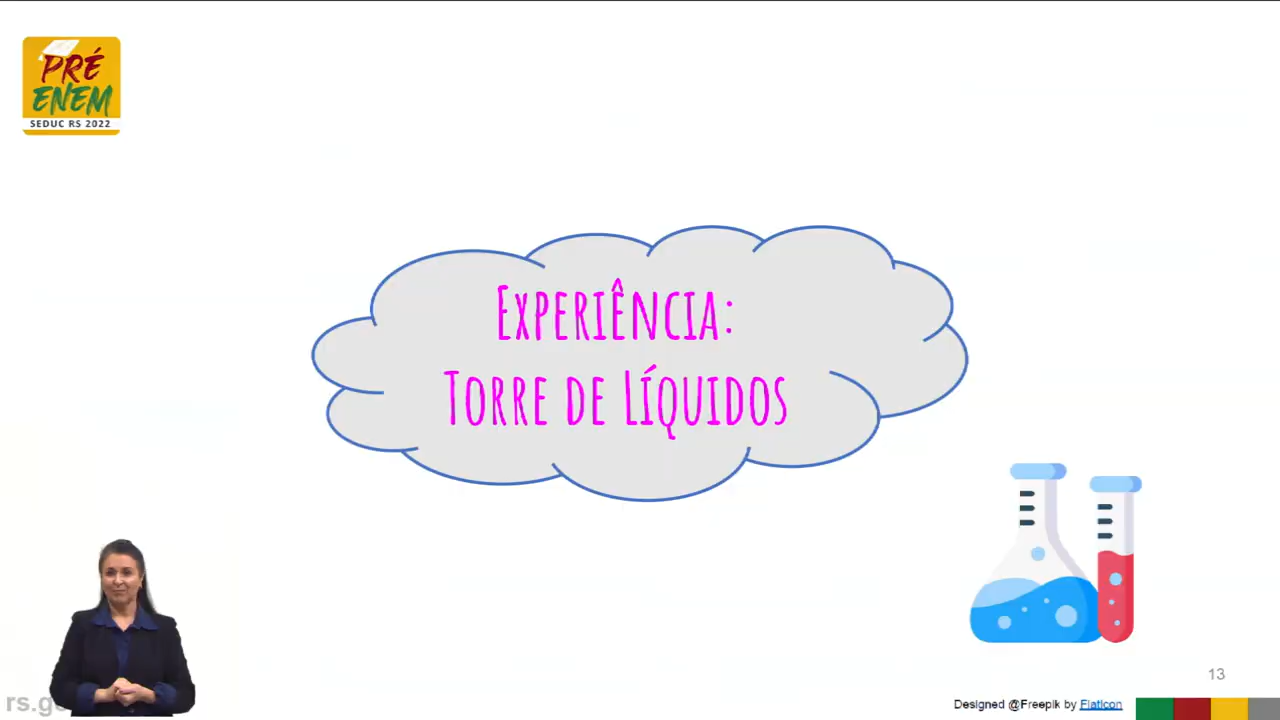 PRÉ
ENEM
SEDUC RS 2022
Experiência:
Torre de Líquidos
13
Designed @Freepik by Flaticon